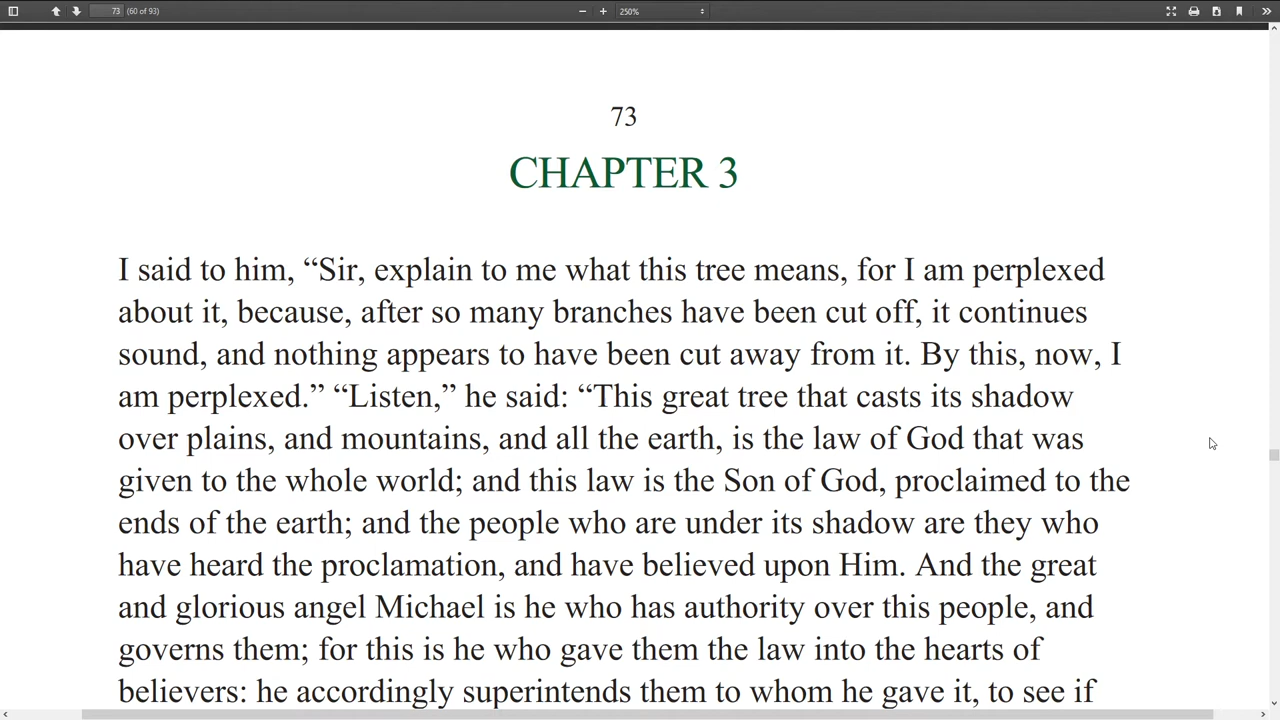 73 (60 of 93) 250%
73
CHAPTER 3
I said to him, “Sir, explain to me what this tree means, for I am perplexed
about it, because, after so many branches have been cut off, it continues
sound, and nothing appears to have been cut away from it. By this, now, I
am perplexed.” “Listen,” he said: “This great tree that casts its shadow
over plains, and mountains, and all the earth, is the law of God that was
given to the whole world; and this law is the Son of God, proclaimed to the
ends of the earth; and the people who are under its shadow are they who
have heard the proclamation, and have believed upon Him. And the great
and glorious angel Michael is he who has authority over this people, and
governs them; for this is he who gave them the law into the hearts of
believers: he accordingly superintends them to whom he gave it, to see if